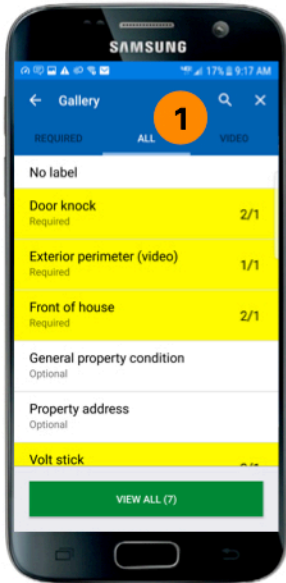 SAMSUNG
17% 9:17 AM
Gallery
1
REQUIRED ALL VIDEO
No label
Door knock 2/1
Required
Exterior perimeter (video) 1/1
Required
Front of house 2/1
Required
General property condition
Optional
Property address
Optional
Volt stick
VIEW ALL (7)